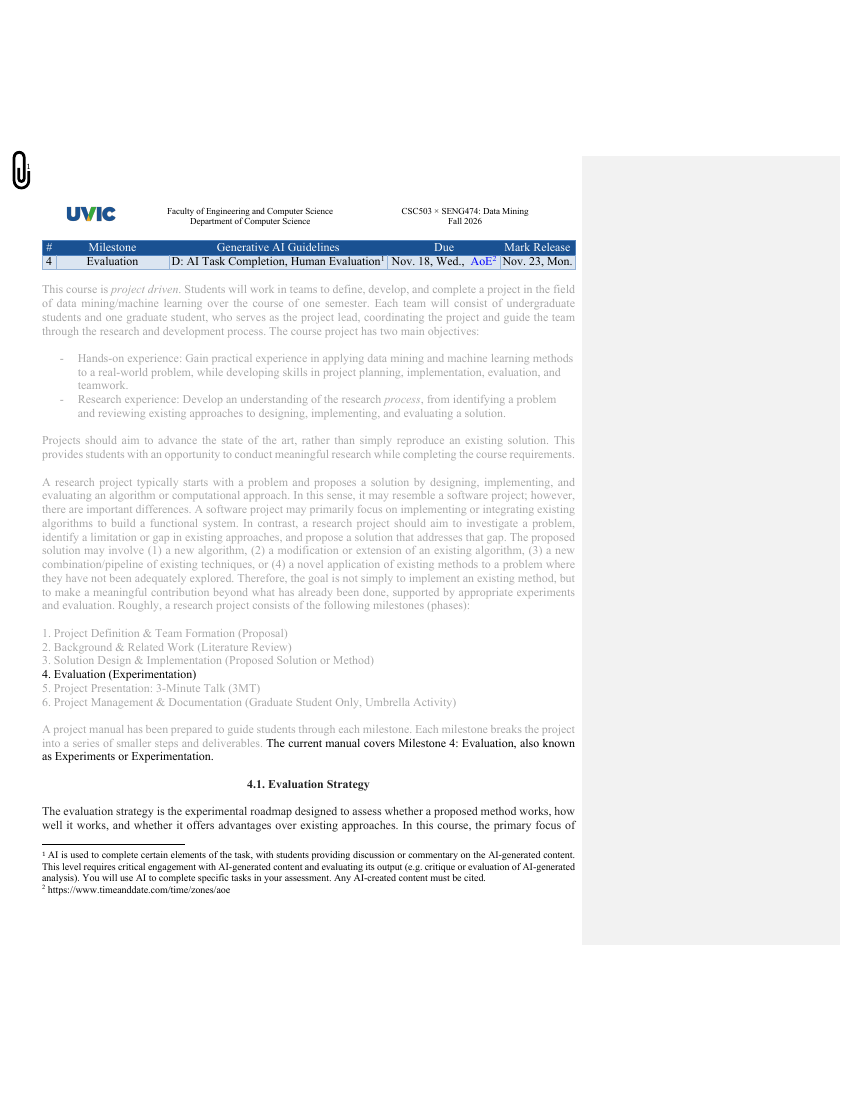 1
UVIC
Faculty of Engineering and Computer Science
Department of Computer Science
CSC503 × SENG474: Data Mining
Fall 2026
# Milestone Generative AI Guidelines Due Mark Release
4 Evaluation D: AI Task Completion, Human Evaluation1 Nov. 18, Wed., AoE2 Nov. 23, Mon.
This course is project driven. Students will work in teams to define, develop, and complete a project in the field
of data mining/machine learning over the course of one semester. Each team will consist of undergraduate
students and one graduate student, who serves as the project lead, coordinating the project and guide the team
through the research and development process. The course project has two main objectives:
- Hands-on experience: Gain practical experience in applying data mining and machine learning methods
to a real-world problem, while developing skills in project planning, implementation, evaluation, and
teamwork.
- Research experience: Develop an understanding of the research process, from identifying a problem
and reviewing existing approaches to designing, implementing, and evaluating a solution.
Projects should aim to advance the state of the art, rather than simply reproduce an existing solution. This
provides students with an opportunity to conduct meaningful research while completing the course requirements.
A research project typically starts with a problem and proposes a solution by designing, implementing, and
evaluating an algorithm or computational approach. In this sense, it may resemble a software project; however,
there are important differences. A software project may primarily focus on implementing or integrating existing
algorithms to build a functional system. In contrast, a research project should aim to investigate a problem,
identify a limitation or gap in existing approaches, and propose a solution that addresses that gap. The proposed
solution may involve (1) a new algorithm, (2) a modification or extension of an existing algorithm, (3) a new
combination/pipeline of existing techniques, or (4) a novel application of existing methods to a problem where
they have not been adequately explored. Therefore, the goal is not simply to implement an existing method, but
to make a meaningful contribution beyond what has already been done, supported by appropriate experiments
and evaluation. Roughly, a research project consists of the following milestones (phases):
1. Project Definition & Team Formation (Proposal)
2. Background & Related Work (Literature Review)
3. Solution Design & Implementation (Proposed Solution or Method)
4. Evaluation (Experimentation)
5. Project Presentation: 3-Minute Talk (3MT)
6. Project Management & Documentation (Graduate Student Only, Umbrella Activity)
A project manual has been prepared to guide students through each milestone. Each milestone breaks the project
into a series of smaller steps and deliverables. The current manual covers Milestone 4: Evaluation, also known
as Experiments or Experimentation.
4.1. Evaluation Strategy
The evaluation strategy is the experimental roadmap designed to assess whether a proposed method works, how
well it works, and whether it offers advantages over existing approaches. In this course, the primary focus of
1 AI is used to complete certain elements of the task, with students providing discussion or commentary on the AI-generated content.
This level requires critical engagement with AI-generated content and evaluating its output (e.g. critique or evaluation of AI-generated
analysis). You will use AI to complete specific tasks in your assessment. Any AI-created content must be cited.
2 https://www.timeanddate.com/time/zones/aoe